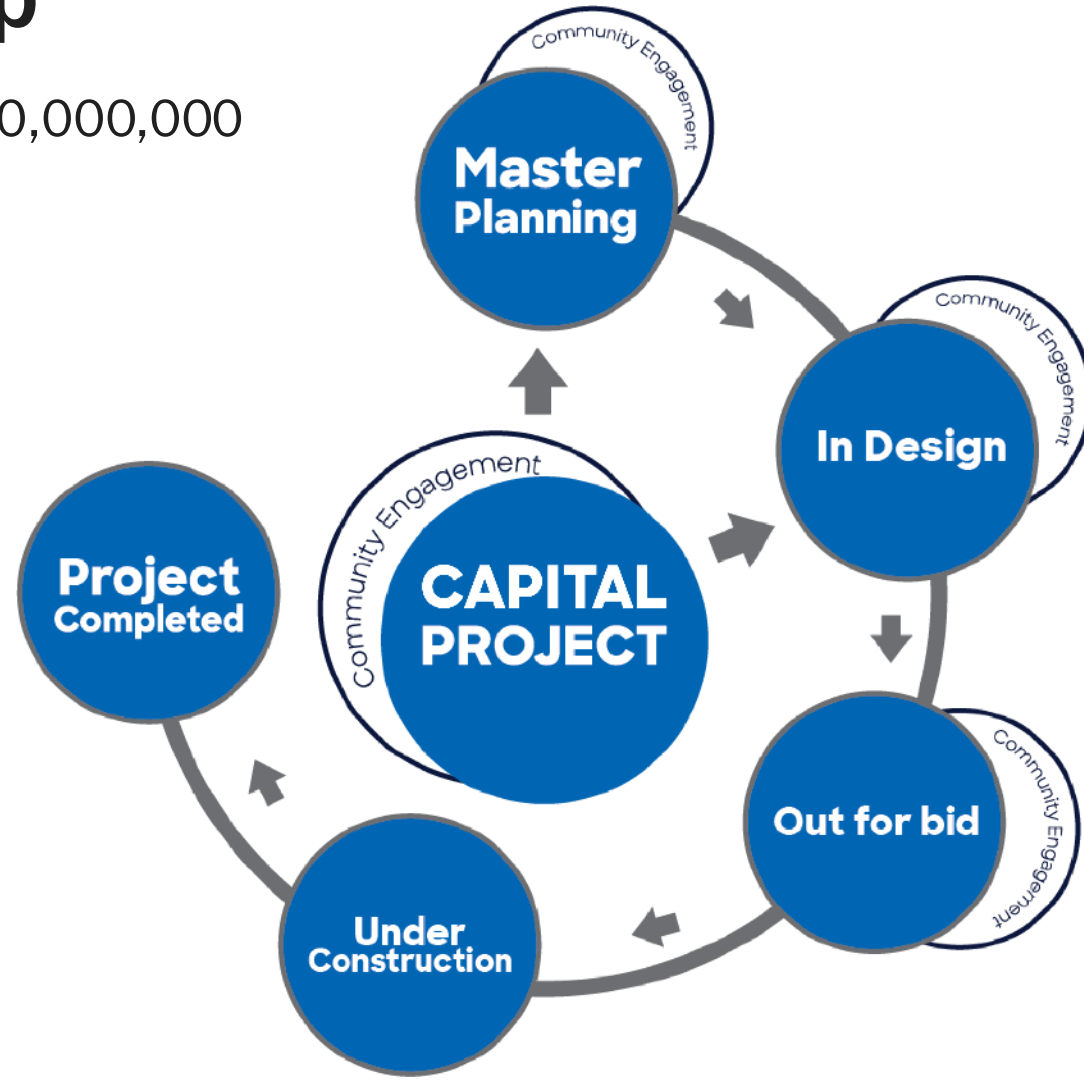 p
0,000,000
Community Engagement
Master
Planning
Community Engagement
In Design
Community Engagement
CAPITAL
PROJECT
Project
Completed
Out for bid
Community Engagement
Under
Construction